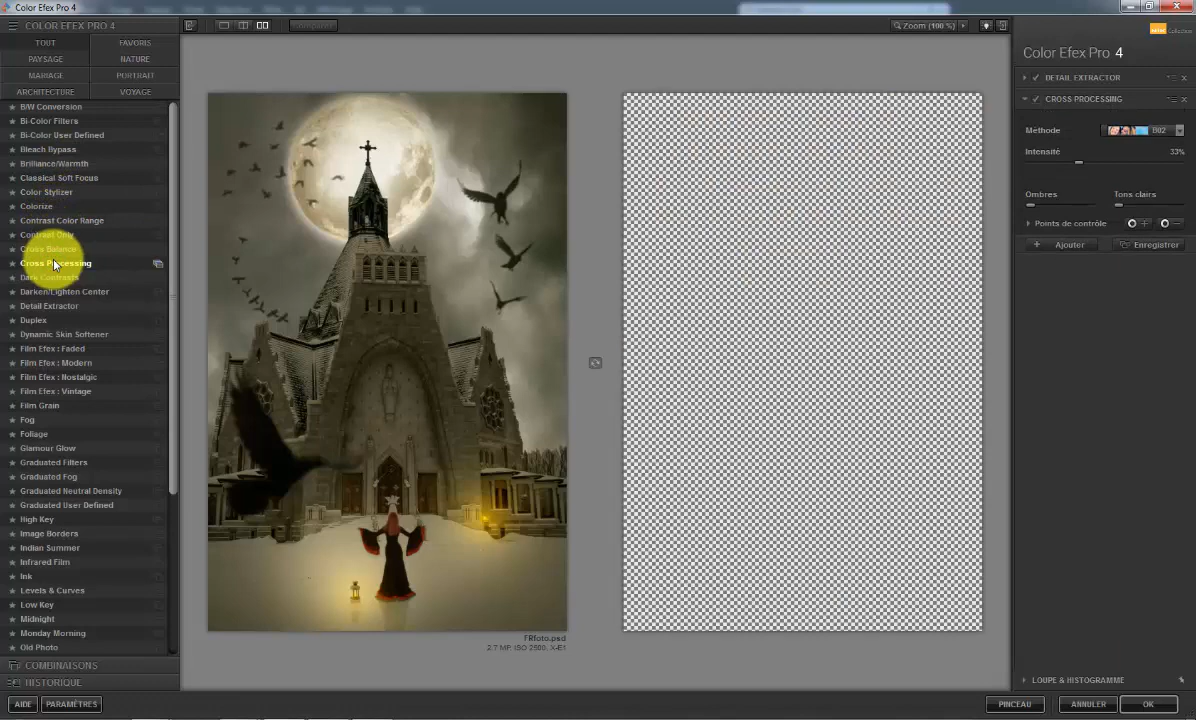 Color Efex Pro 4
COLOR EFEX PRO 4
Zoom (100 %)
TOUT
FAVORIS
PAYSAGE
NATURE
MARIAGE
PORTRAIT
ARCHITECTURE
VOYAGE
B/W Conversion
Bi-Color Filters
Bi-Color User Defined
Bleach Bypass
Brilliance/Warmth
Classical Soft Focus
Color Stylizer
Colorize
Contrast Color Range
Contrast Only
Cross Balance
Cross Processing
Dark Contrasts
Darken/Lighten Center
Detail Extractor
Duplex
Dynamic Skin Softener
Film Efex : Faded
Film Efex : Modern
Film Efex : Nostalgic
Film Efex : Vintage
Film Grain
Fog
Foliage
Glamour Glow
Graduated Filters
Graduated Fog
Graduated Neutral Density
Graduated User Defined
High Key
Image Borders
Indian Summer
Infrared Film
Ink
Levels & Curves
Low Key
Midnight
Monday Morning
Old Photo
COMBINAISONS
HISTORIQUE
AIDE
PARAMÈTRES
FRfoto.psd
2.7 MP, ISO 2500, X-E1
Collection
Color Efex Pro 4
DETAIL EXTRACTOR
CROSS PROCESSING
Méthode
B02
Intensité
33%
Ombres
Tons clairs
Points de contrôle
Ajouter
Enregistrer
LOUPE & HISTOGRAMME
PINCEAU
ANNULER
OK